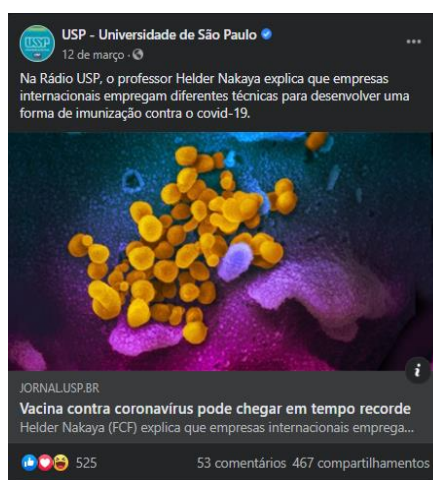 USP
USP - Universidade de São Paulo
12 de março ·
Na Rádio USP, o professor Helder Nakaya explica que empresas
internacionais empregam diferentes técnicas para desenvolver uma
forma de imunização contra o covid-19.
JORNAL.USP.BR
Vacina contra coronavírus pode chegar em tempo recorde
Helder Nakaya (FCF) explica que empresas internacionais emprega...
525
53 comentários 467 compartilhamentos